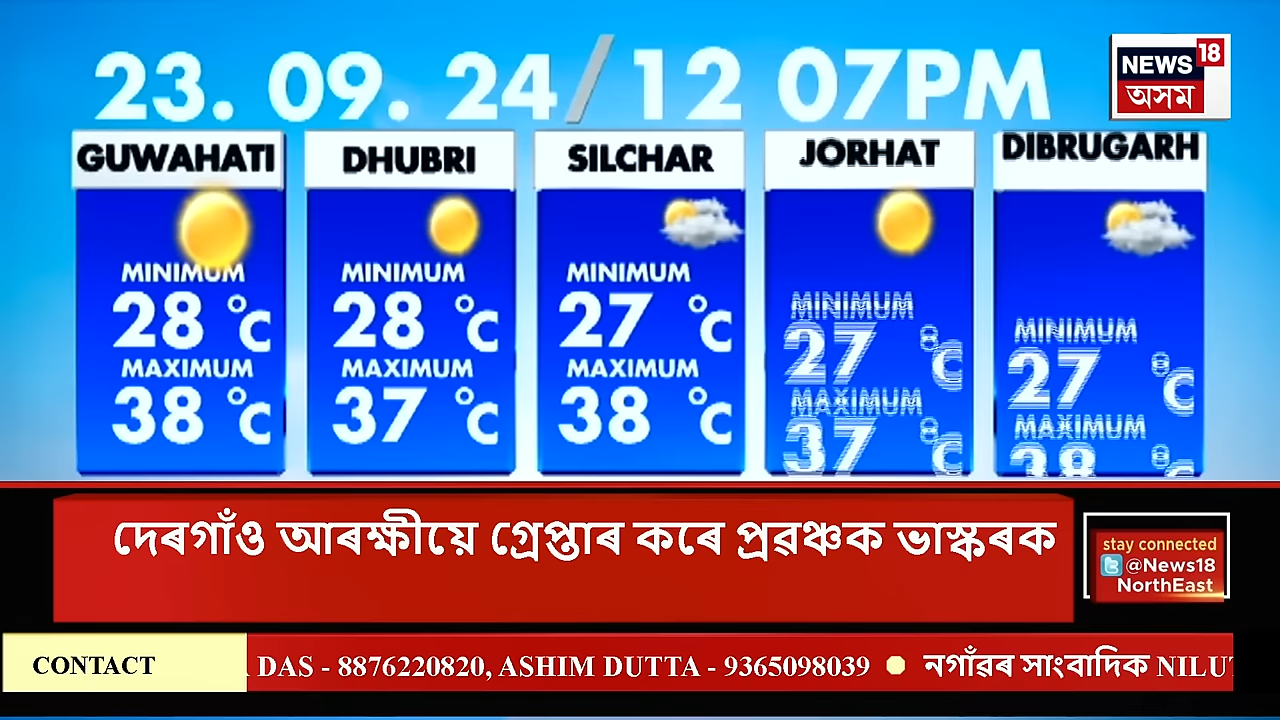 23. 09. 24/12 07PM
NEWS 18
অসম
GUWAHATI
MINIMUM
28 °C
MAXIMUM
38 °C
DHUBRI
MINIMUM
28 °C
MAXIMUM
37 °C
SILCHAR
MINIMUM
27 °C
MAXIMUM
38 °C
JORHAT
MINIMUM
27 °C
MAXIMUM
37 °C
DIBRUGARH
MINIMUM
27 °C
MAXIMUM
38 °C
দেৰগাঁও আৰক্ষীয়ে গ্ৰেপ্তাৰ কৰে প্ৰৱঞ্চক ভাস্কৰক
stay connected
@News18
NorthEast
CONTACT
DAS - 8876220820, ASHIM DUTTA - 9365098039 ● নগাঁৱৰ সাংবাদিক